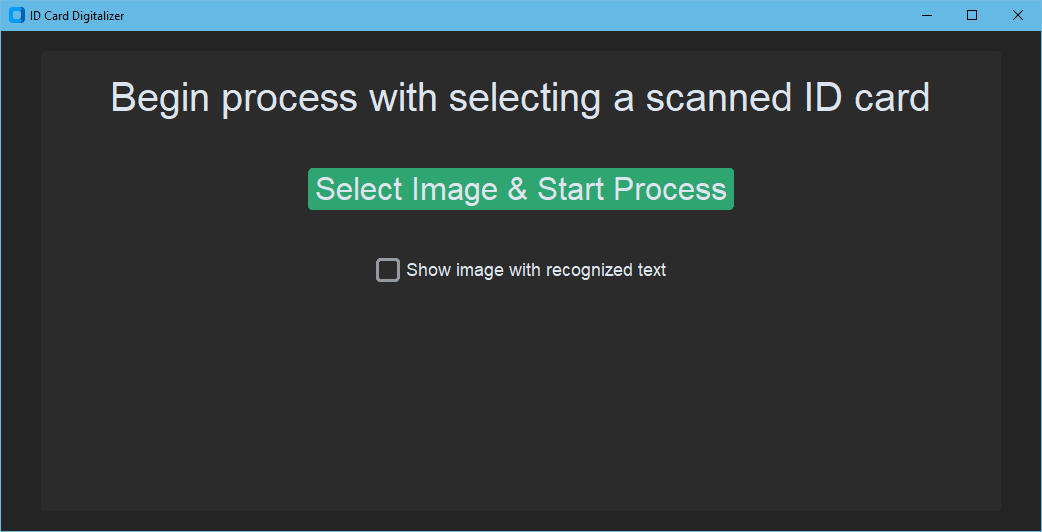 ID Card Digitalizer
Begin process with selecting a scanned ID card
Select Image & Start Process
Show image with recognized text